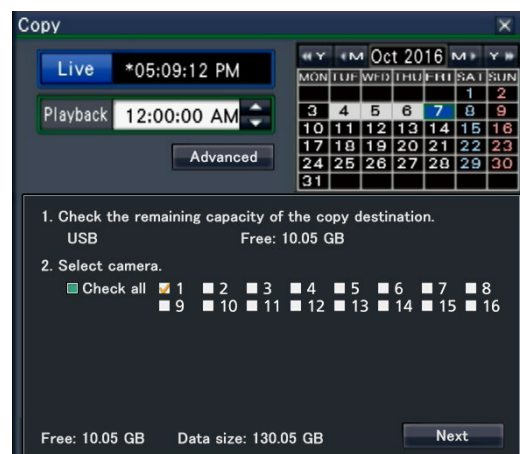 Copy
Live *05:09:12 PM
Playback 12:00:00 AM
Advanced
Y M Oct 2016 M Y
MON TUE WED THU FRI SAT SUN
1 2
3 4 5 6 7 8 9
10 11 12 13 14 15 16
17 18 19 20 21 22 23
24 25 26 27 28 29 30
31
1. Check the remaining capacity of the copy destination.
USB Free: 10.05 GB
2. Select camera.
Check all 1 2 3 4 5 6 7 8
9 10 11 12 13 14 15 16
Free: 10.05 GB Data size: 130.05 GB Next